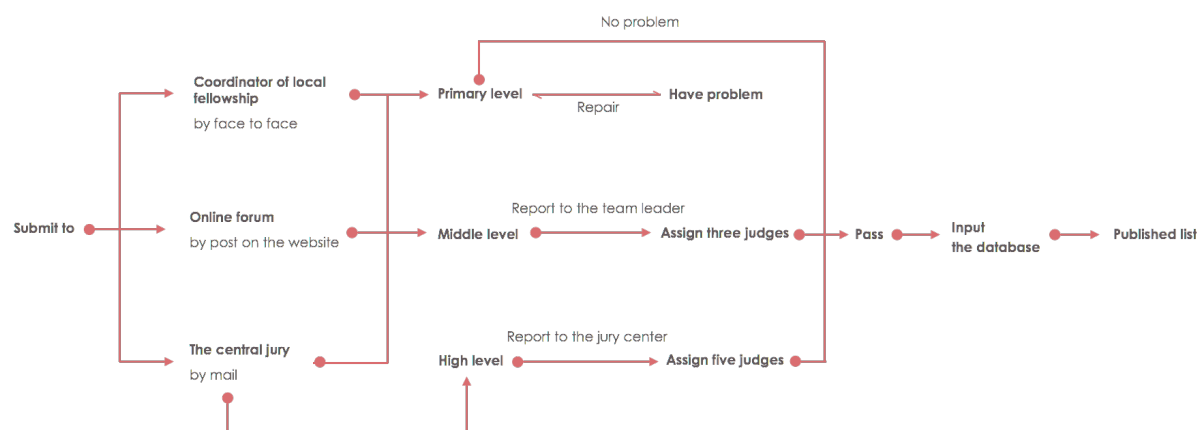 No problem
Coordinator of local
fellowship
by face to face
Primary level
Repair
Have problem
Submit to
Online forum
by post on the website
Middle level
Report to the team leader
Assign three judges
Pass
Input
the database
Published list
The central jury
by mail
High level
Report to the jury center
Assign five judges